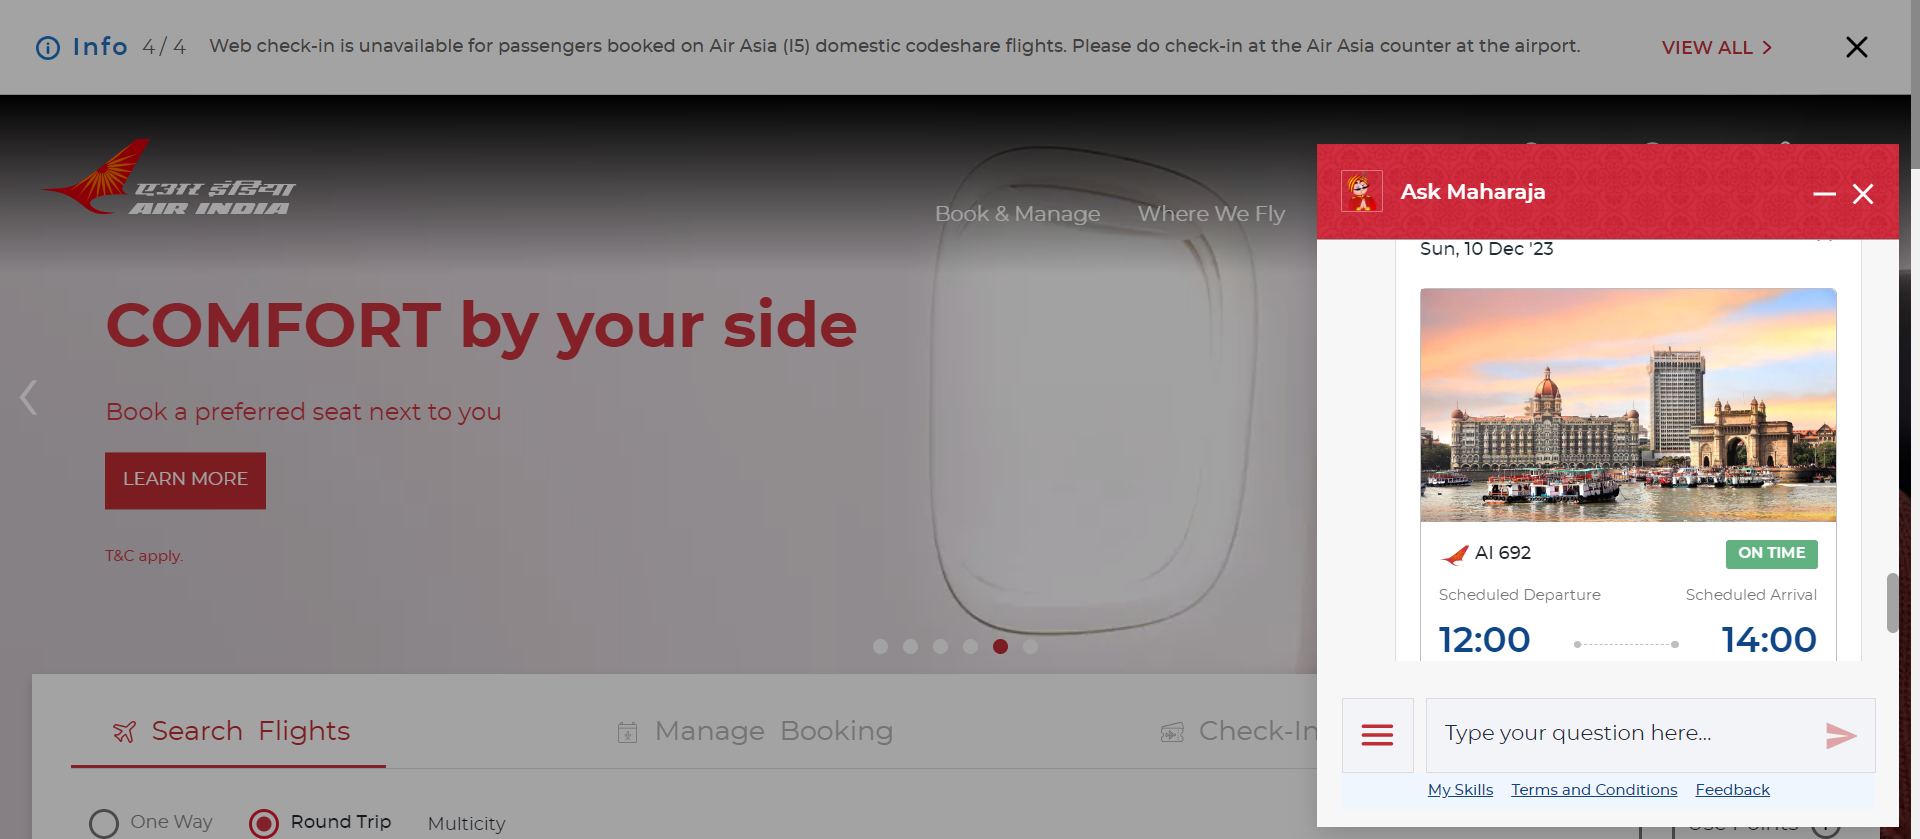 Info 4 / 4 Web check-in is unavailable for passengers booked on Air Asia (I5) domestic codeshare flights. Please do check-in at the Air Asia counter at the airport. VIEW ALL
एअर इंडिया
AIR INDIA
Book & Manage Where We Fly
COMFORT by your side
Book a preferred seat next to you
LEARN MORE
T&C apply.
Search Flights Manage Booking Check-In
One Way Round Trip Multicity
Ask Maharaja
Sun, 10 Dec '23
AI 692 ON TIME
Scheduled Departure Scheduled Arrival
12:00 14:00
Type your question here...
My Skills Terms and Conditions Feedback